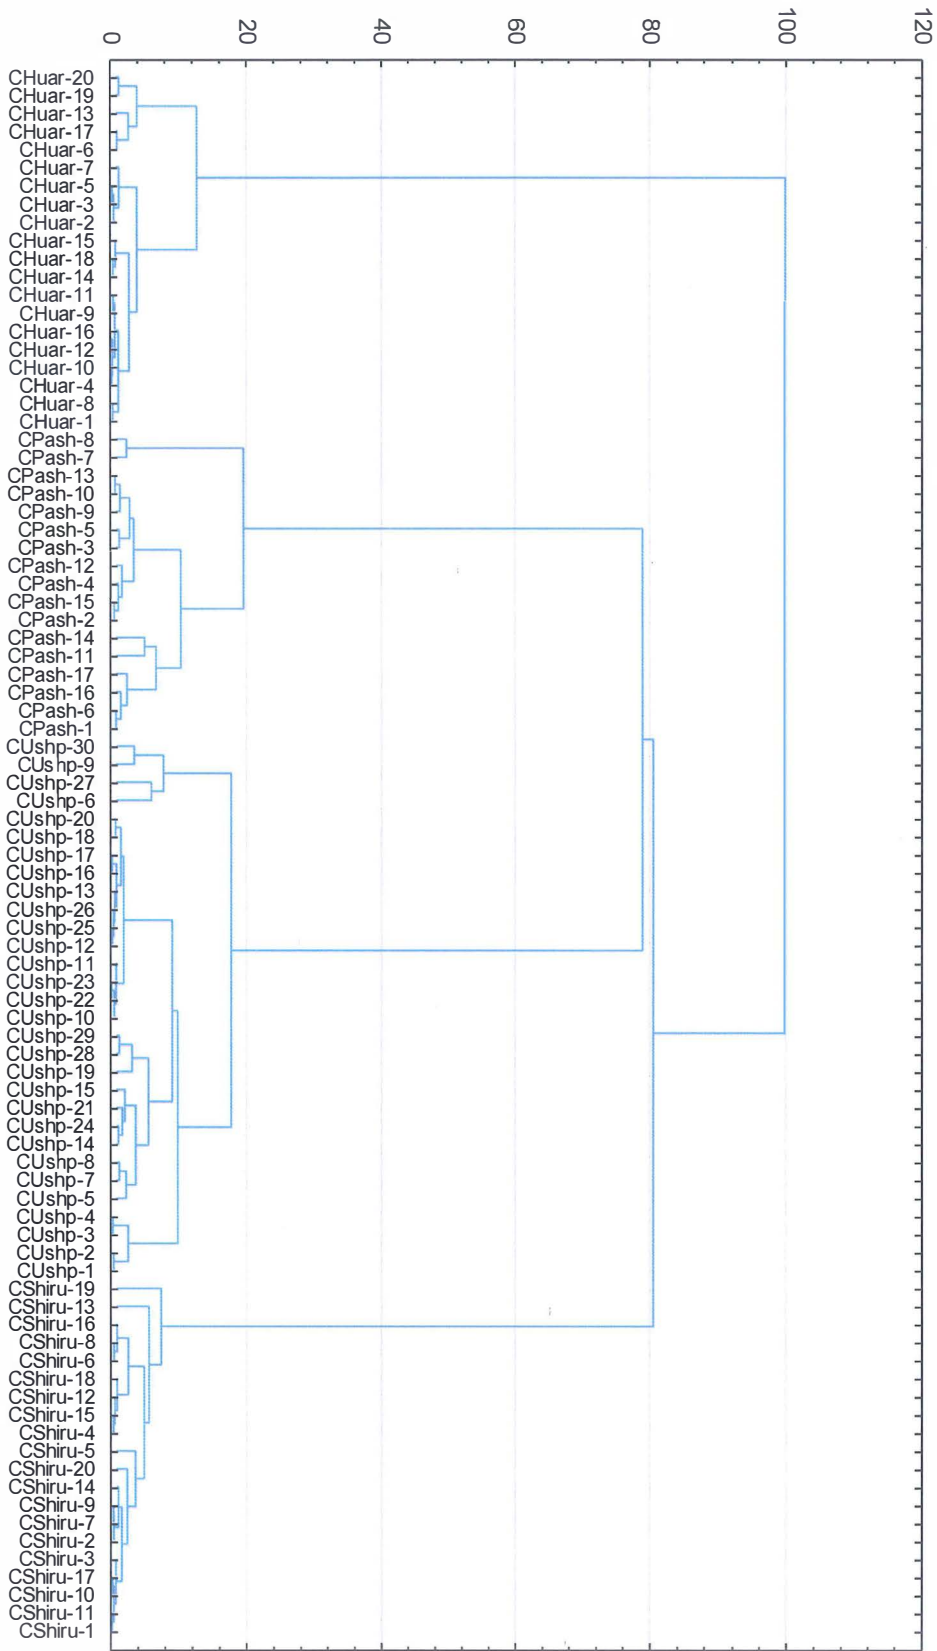 0
20
40
60
80
100
120
CHuar-20
CHuar-19
CHuar-13
CHuar-17
CHuar-6
CHuar-7
CHuar-5
CHuar-3
CHuar-2
CHuar-15
CHuar-18
CHuar-14
CHuar-11
CHuar-9
CHuar-16
CHuar-12
CHuar-10
CHuar-4
CHuar-8
CHuar-1
CPash-8
CPash-7
CPash-13
CPash-10
CPash-9
CPash-5
CPash-3
CPash-12
CPash-4
CPash-15
CPash-2
CPash-14
CPash-11
CPash-17
CPash-16
CPash-6
CPash-1
CUshp-30
CUshp-9
CUshp-27
CUshp-6
CUshp-20
CUshp-18
CUshp-17
CUshp-16
CUshp-13
CUshp-26
CUshp-25
CUshp-12
CUshp-11
CUshp-23
CUshp-22
CUshp-10
CUshp-29
CUshp-28
CUshp-19
CUshp-15
CUshp-21
CUshp-24
CUshp-14
CUshp-8
CUshp-7
CUshp-5
CUshp-4
CUshp-3
CUshp-2
CUshp-1
CShiru-19
CShiru-13
CShiru-16
CShiru-8
CShiru-6
CShiru-18
CShiru-12
CShiru-15
CShiru-4
CShiru-5
CShiru-20
CShiru-14
CShiru-9
CShiru-7
CShiru-2
CShiru-3
CShiru-17
CShiru-10
CShiru-11
CShiru-1